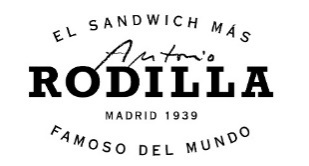 EL SANDWICH MÁS
Antonio
RODILLA
MADRID 1939
FAMOSO DEL MUNDO